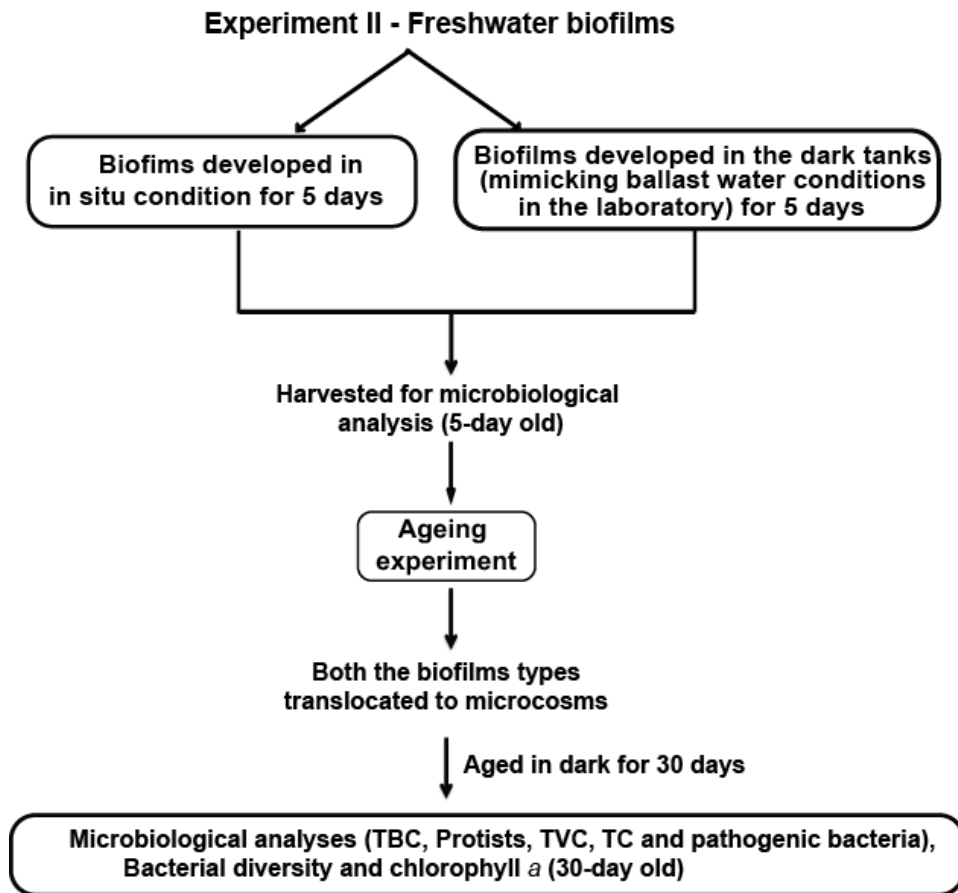 Experiment II - Freshwater biofilms
Biofims developed in
in situ condition for 5 days
Biofilms developed in the dark tanks
(mimicking ballast water conditions
in the laboratory) for 5 days
Harvested for microbiological
analysis (5-day old)
Ageing
experiment
Both the biofilms types
translocated to microcosms
Aged in dark for 30 days
Microbiological analyses (TBC, Protists, TVC, TC and pathogenic bacteria),
Bacterial diversity and chlorophyll a (30-day old)